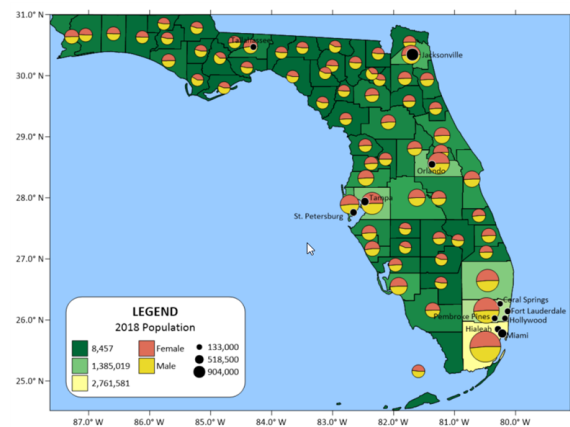 31.0° N
30.0° N
29.0° N
28.0° N
27.0° N
26.0° N
25.0° N
Tallahassee
Jacksonville
Orlando
Tampa
St. Petersburg
Coral Springs
Fort Lauderdale
Pembroke Pines
Hollywood
Hialeah
Miami
LEGEND
2018 Population
8,457
1,385,019
2,761,581
Female
Male
133,000
518,500
904,000
87.0° W
86.0° W
85.0° W
84.0° W
83.0° W
82.0° W
81.0° W
80.0° W